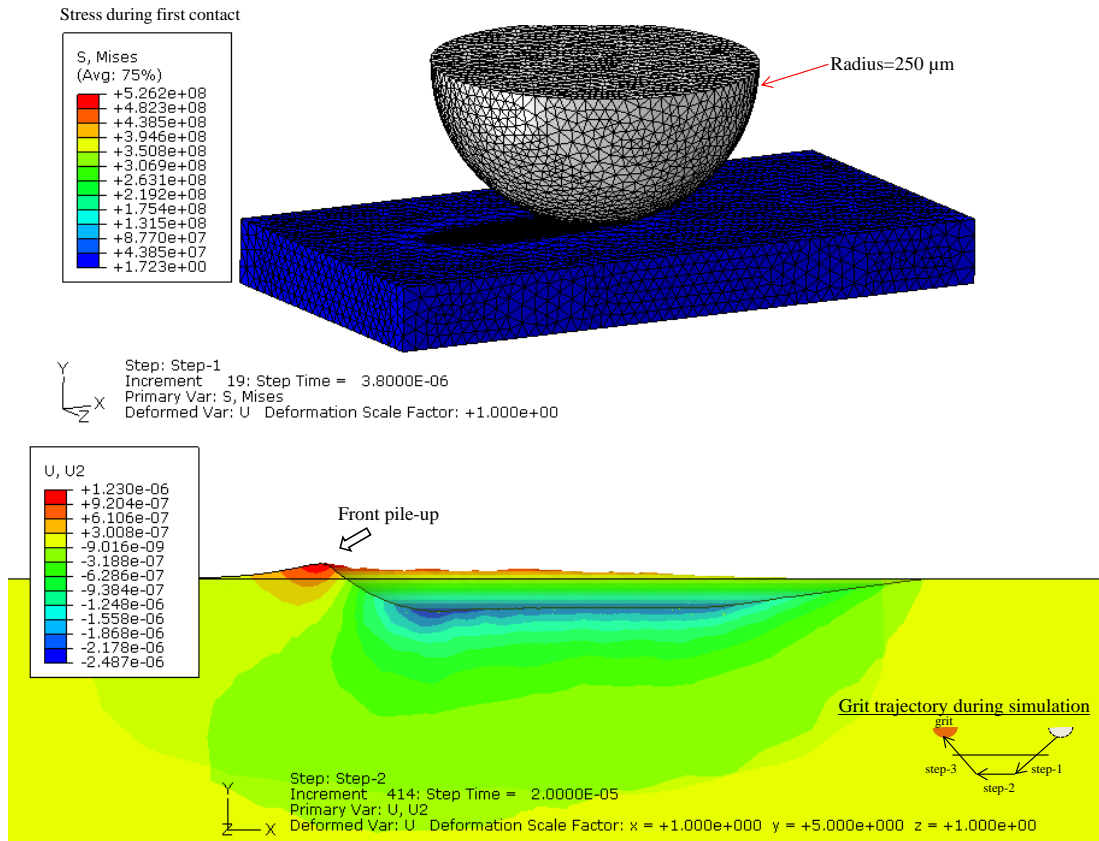 Stress during first contact
S, Mises
(Avg: 75%)
+5.262e+08
+4.823e+08
+4.385e+08
+3.946e+08
+3.508e+08
+3.069e+08
+2.631e+08
+2.192e+08
+1.754e+08
+1.315e+08
+8.770e+07
+4.385e+07
+1.723e+00
Radius=250 µm
Y
X
Z
Step: Step-1
Increment 19: Step Time = 3.8000E-06
Primary Var: S, Mises
Deformed Var: U Deformation Scale Factor: +1.000e+00
U, U2
+1.230e-06
+9.204e-07
+6.106e-07
+3.008e-07
-9.016e-09
-3.188e-07
-6.286e-07
-9.384e-07
-1.248e-06
-1.558e-06
-1.868e-06
-2.178e-06
-2.487e-06
Front pile-up
Grit trajectory during simulation
grit
step-3
step-1
step-2
Y
Z
X
Step: Step-2
Increment 414: Step Time = 2.0000E-05
Primary Var: U, U2
Deformed Var: U Deformation Scale Factor: x = +1.000e+000 y = +5.000e+000 z = +1.000e+00